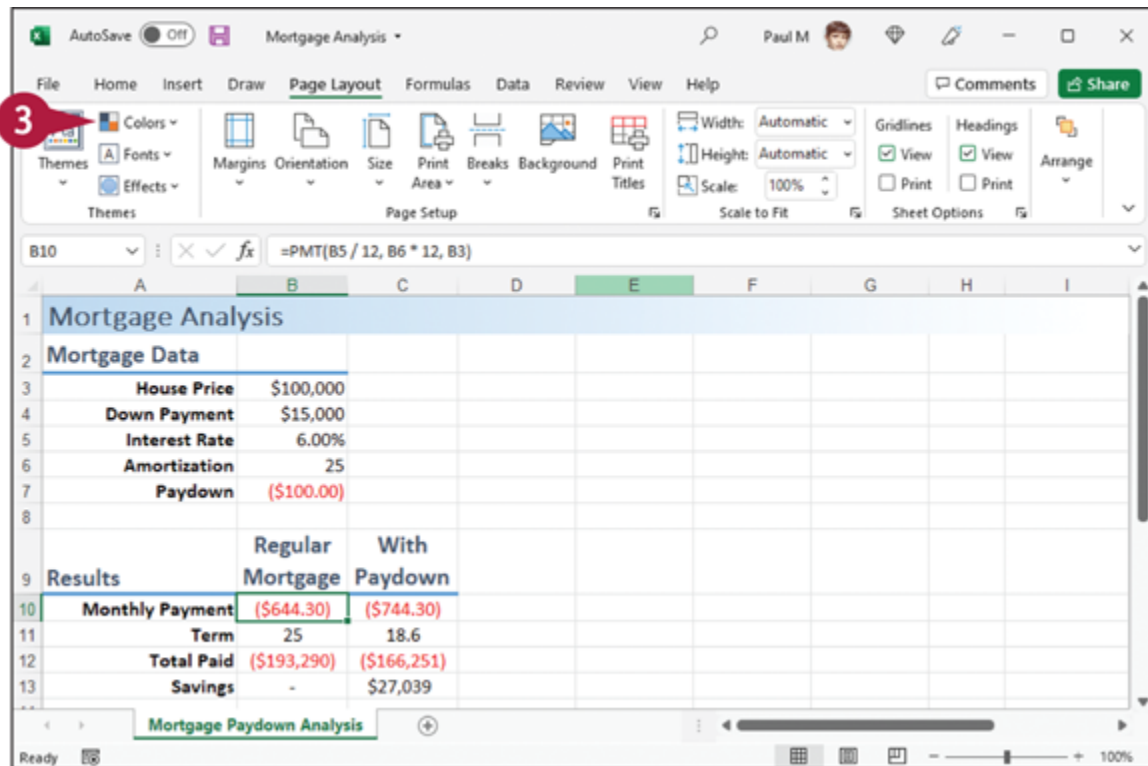 AutoSave Off Mortgage Analysis Paul M
File Home Insert Draw Page Layout Formulas Data Review View Help Comments Share
3
Themes
Colors
Fonts
Effects
Themes
Margins Orientation Size Print Area Breaks Background Print Titles
Page Setup
Width: Automatic
Height: Automatic
Scale: 100%
Scale to Fit
Gridlines Headings
View View
Print Print
Sheet Options
Arrange
B10 fx =PMT(B5 / 12, B6 * 12, B3)
A B C D E F G H I
1 Mortgage Analysis
2 Mortgage Data
3 House Price $100,000
4 Down Payment $15,000
5 Interest Rate 6.00%
6 Amortization 25
7 Paydown ($100.00)
8
Regular With
9 Results Mortgage Paydown
10 Monthly Payment ($644.30) ($744.30)
11 Term 25 18.6
12 Total Paid ($193,290) ($166,251)
13 Savings - $27,039
Mortgage Paydown Analysis
Ready 100%